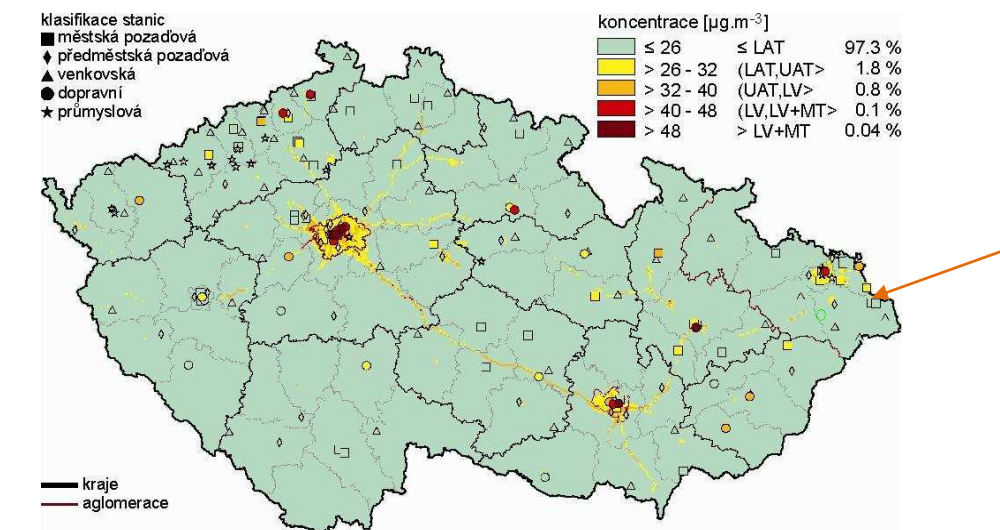 klasifikace stanic
městská pozaďová
předměstská pozaďová
venkovská
dopravní
průmyslová
koncentrace [µg.m-3]
≤ 26 ≤ LAT 97.3 %
> 26 - 32 (LAT,UAT> 1.8 %
> 32 - 40 (UAT,LV> 0.8 %
> 40 - 48 (LV,LV+MT> 0.1 %
> 48 > LV+MT 0.04 %
kraje
aglomerace